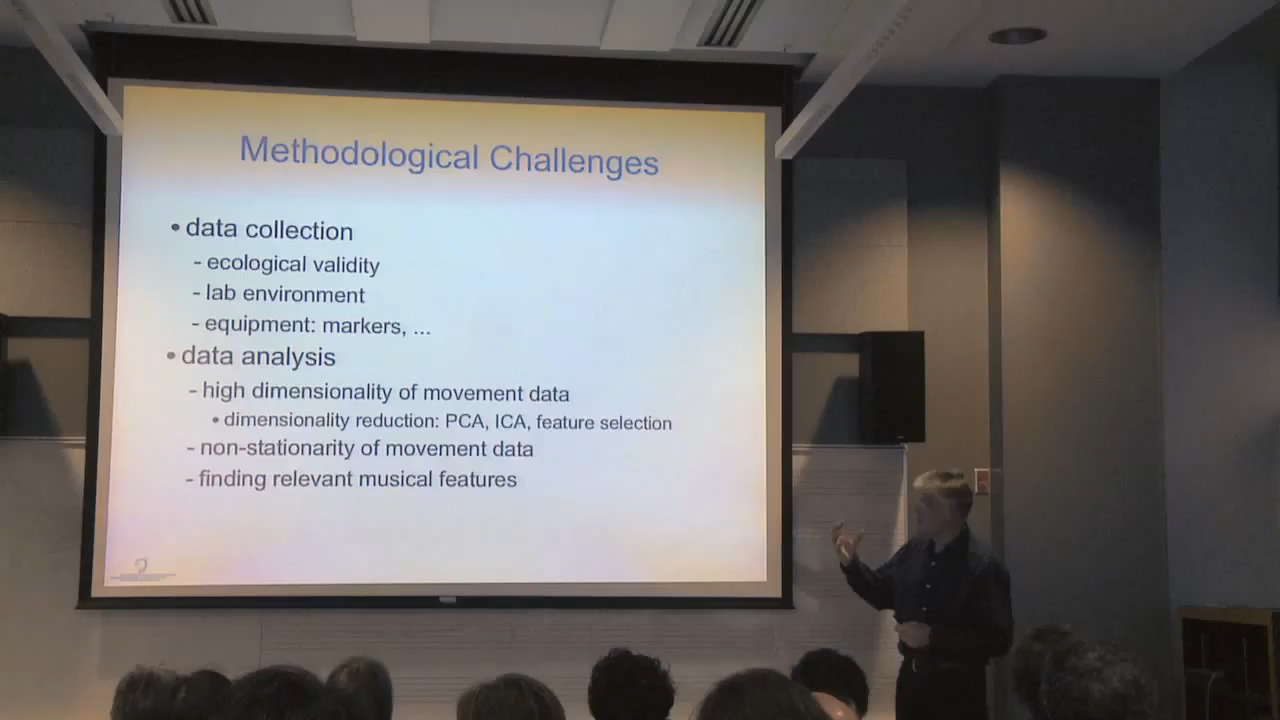 Methodological Challenges
• data collection
- ecological validity
- lab environment
- equipment: markers, ...
• data analysis
- high dimensionality of movement data
• dimensionality reduction: PCA, ICA, feature selection
- non-stationarity of movement data
- finding relevant musical features